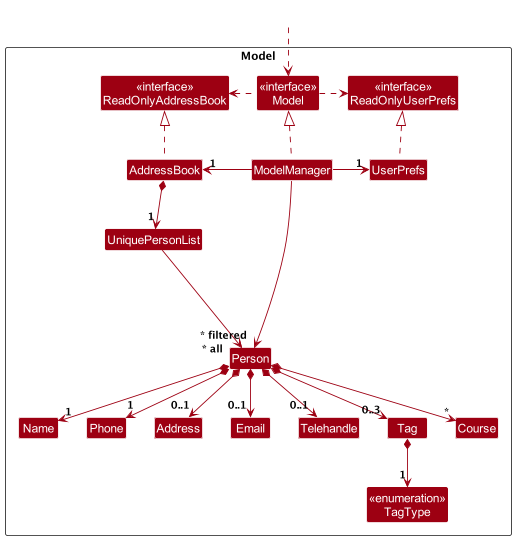 Model
«interface»
ReadOnlyAddressBook
«interface»
Model
«interface»
ReadOnlyUserPrefs
AddressBook
1
ModelManager
1
UserPrefs
1
UniquePersonList
* filtered
* all
Person
1
1
0..1
0..1
0..1
0..3
*
Name
Phone
Address
Email
Telehandle
Tag
Course
1
«enumeration»
TagType